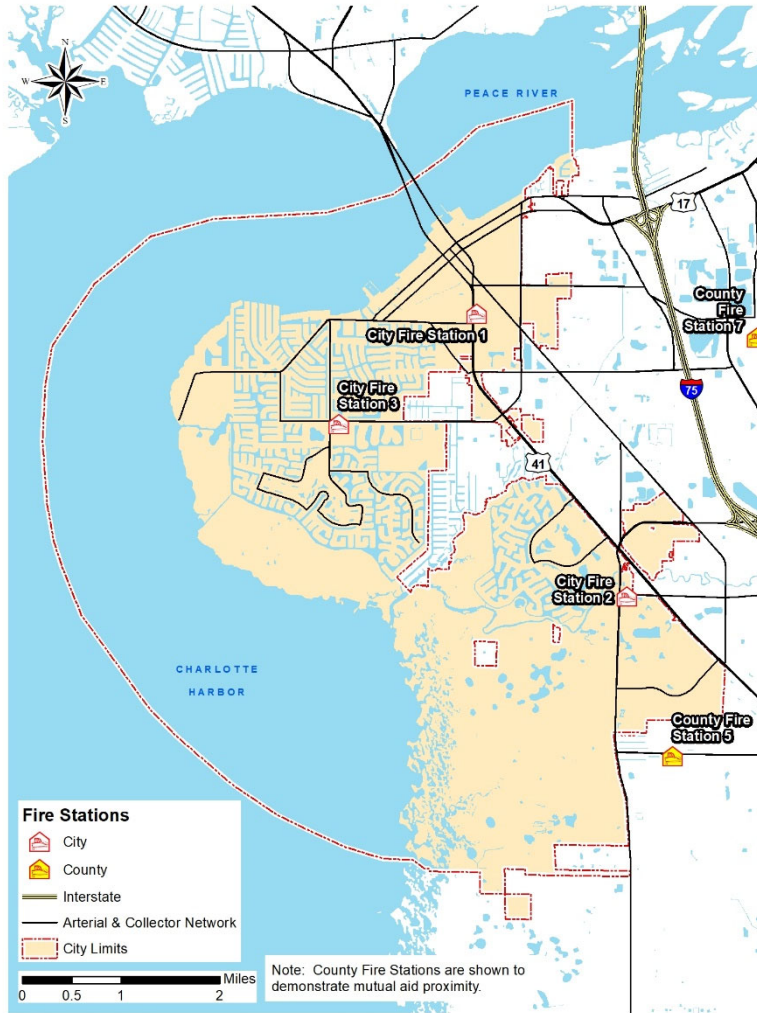 N
W E
S
PEACE RIVER
17
County
Fire
Station 7
City Fire Station 1
75
City Fire
Station 3
41
City Fire
Station 2
CHARLOTTE
HARBOR
County Fire
Station 5
Fire Stations
City
County
Interstate
Arterial & Collector Network
City Limits
Miles
0 0.5 1 2
Note: County Fire Stations are shown to
demonstrate mutual aid proximity.